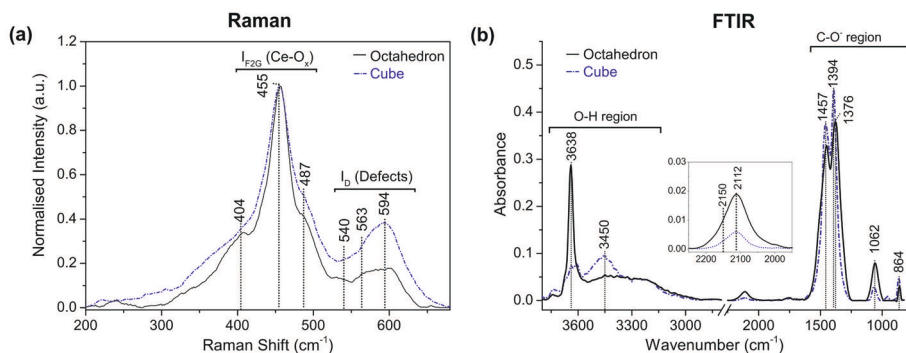 Raman
FTIR
(a)
I_F2G (Ce-O_x)
Octahedron
Cube
455
487
I_D (Defects)
404
540
563
594
Normalised Intensity (a.u.)
1.2
1.0
0.8
0.6
0.4
0.2
0.0
200
300
400
500
600
Raman Shift (cm⁻¹)
(b)
Octahedron
Cube
C-O⁻ region
1394
1457
1376
O-H region
3638
3450
1062
864
Absorbance
0.5
0.4
0.3
0.2
0.1
0.0
0.03
0.02
0.01
0.00
2150
2112
2200
2100
2000
3600
3300
3000
2000
1500
1000
Wavenumber (cm⁻¹)